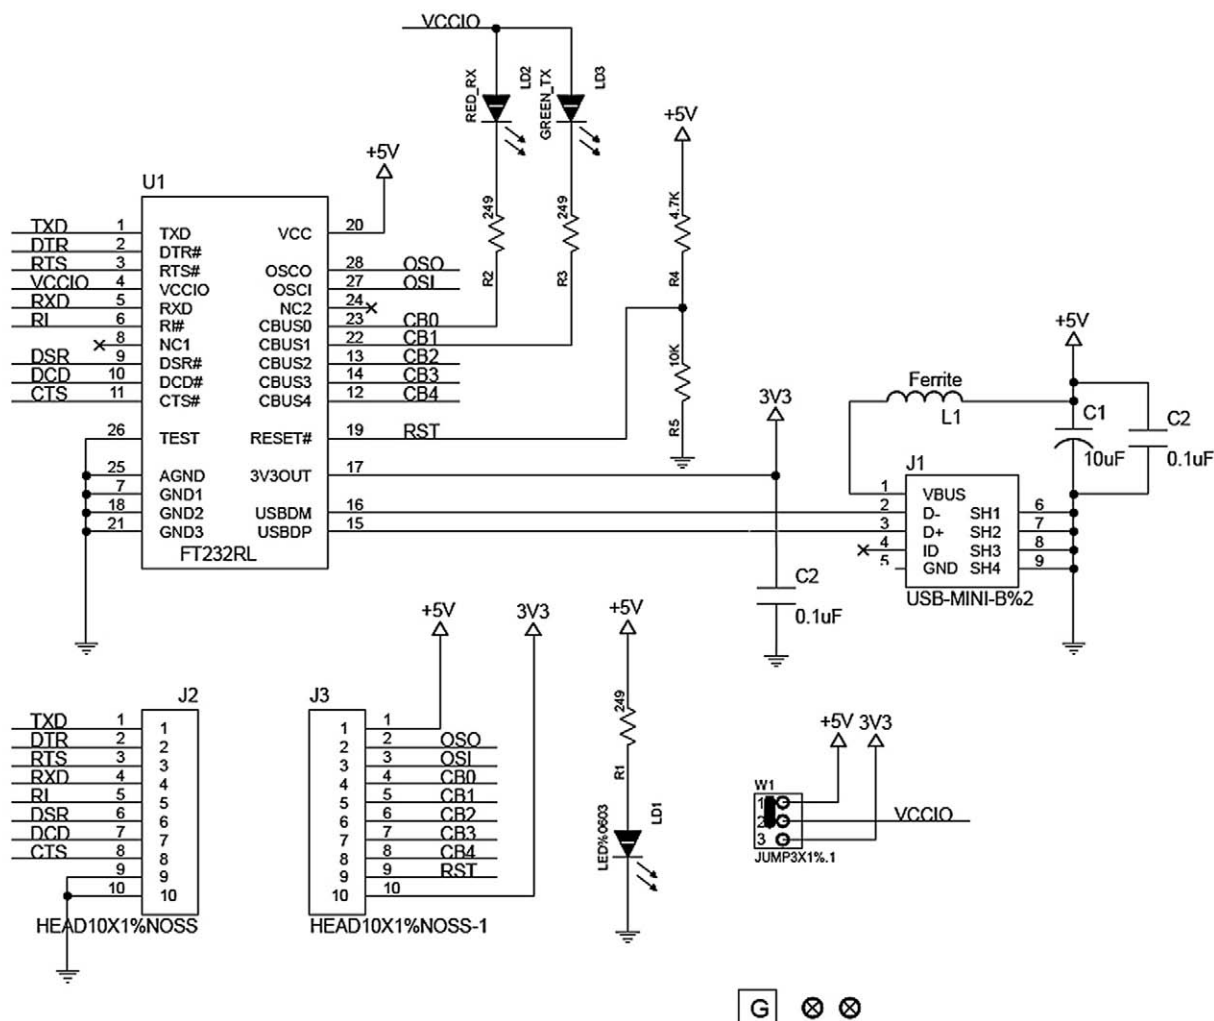 VCCIO
RED_RX
LD2
GREEN_TX
LD3
+5V
+5V
U1
249
249
4.7K
TXD 1 TXD VCC 20
DTR 2 DTR#
RTS 3 RTS# OSCO 28 OSO
VCCIO 4 VCCIO OSCI 27 OSI
RXD 5 RXD NC2 24
RI 6 RI# CBUS0 23 CB0
8 NC1 CBUS1 22 CB1
DSR 9 DSR# CBUS2 13 CB2
DCD 10 DCD# CBUS3 14 CB3
CTS 11 CTS# CBUS4 12 CB4
R2
R3
R4
10K
R5
26 TEST RESET# 19 RST
25 AGND 3V3OUT 17
7 GND1
18 GND2 USBDM 16
21 GND3 USBDP 15
FT232RL
3V3
+5V
Ferrite
L1
C1
10uF
C2
0.1uF
J1
1 VBUS
2 D- SH1 6
3 D+ SH2 7
4 ID SH3 8
5 GND SH4 9
USB-MINI-B%2
C2
0.1uF
+5V
3V3
+5V
J2
TXD 1 1
DTR 2 2
RTS 3 3
RXD 4 4
RI 5 5
DSR 6 6
DCD 7 7
CTS 8 8
9 9
10 10
HEAD10X1%NOSS
J3
1 1
2 2 OSO
3 3 OSI
4 4 CB0
5 5 CB1
6 6 CB2
7 7 CB3
8 8 CB4
9 9 RST
10 10
HEAD10X1%NOSS-1
249
R1
LED%0603
LD1
+5V 3V3
W1
1
2 VCCIO
3
JUMP3X1%.1
G